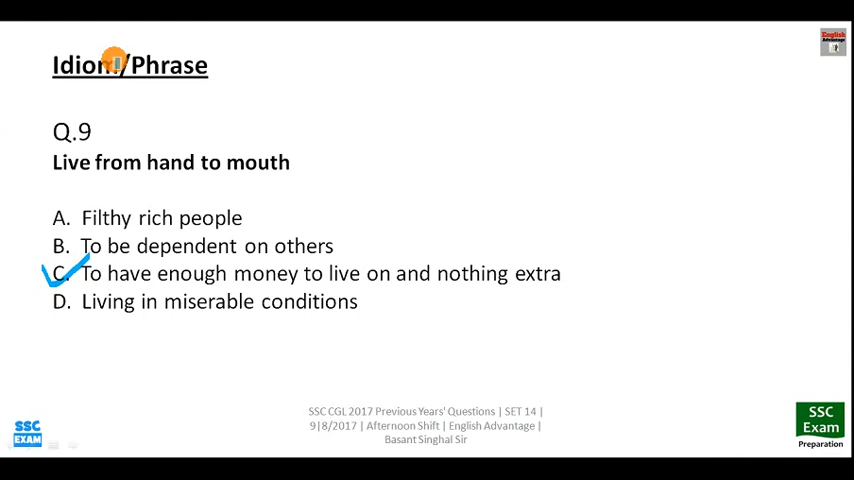 English
Advantage
Idiom/Phrase
Q.9
Live from hand to mouth
A. Filthy rich people
B. To be dependent on others
C. To have enough money to live on and nothing extra
D. Living in miserable conditions
SSC CGL 2017 Previous Years' Questions | SET 14 |
9|8/2017 | Afternoon Shift | English Advantage |
Basant Singhal Sir
SSC
EXAM
SSC
Exam
Preparation